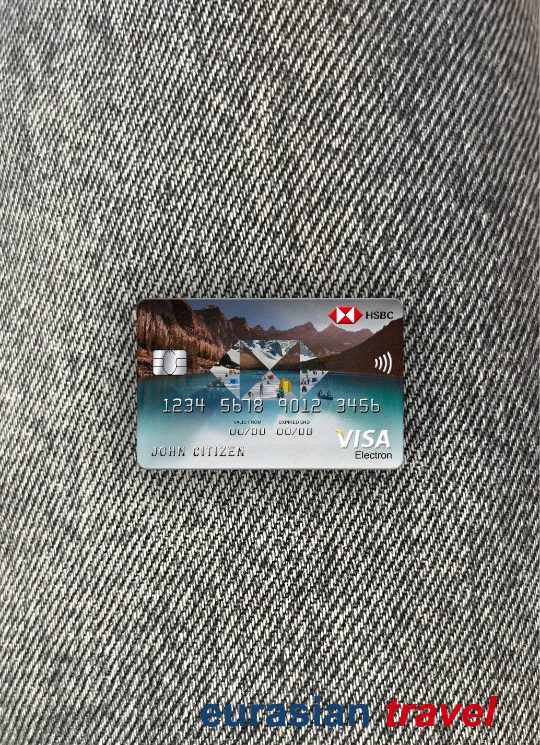 HSBC
1234 5678 9012 3456
VALID FROM EXPIRES END
00/00 00/00
VISA
JOHN CITIZEN
Electron
eurasian travel